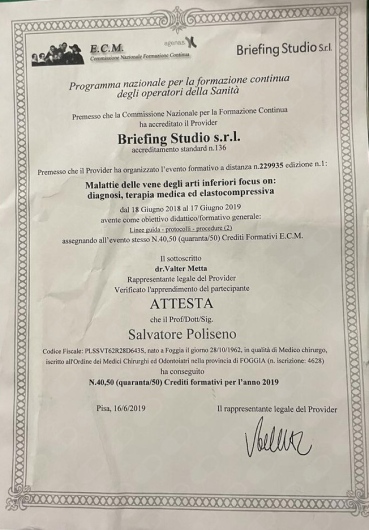 E.C.M.
Commissione Nazionale Formazione Continua
agenas
Briefing Studio s.r.l.
Programma nazionale per la formazione continua
degli operatori della Sanità
Premesso che la Commissione Nazionale per la Formazione Continua
ha accreditato il Provider
Briefing Studio s.r.l.
accreditamento standard n.136
Premesso che il Provider ha organizzato l'evento formativo a distanza n.229935 edizione n.1:
Malattie delle vene degli arti inferiori focus on:
diagnosi, terapia medica ed elastocompressiva
dal 18 Giugno 2018 al 17 Giugno 2019
avente come obiettivo didattico/formativo generale:
Linee guida - protocolli - procedure (2)
assegnando all'evento stesso N.40,50 (quaranta/50) Crediti Formativi E.C.M.
Il sottoscritto
dr.Valter Metta
Rappresentante legale del Provider
Verificato l'apprendimento del partecipante
ATTESTA
che il Prof/Dott/Sig.
Salvatore Poliseno
Codice Fiscale: PLSSVT62R28D643S, nato a Foggia il giorno 28/10/1962, in qualità di Medico chirurgo,
iscritto all'Ordine dei Medici Chirurghi ed Odontoiatri nella provincia di FOGGIA (n. iscrizione: 4628)
ha conseguito
N.40,50 (quaranta/50) Crediti formativi per l'anno 2019
Pisa, 16/6/2019
Il rappresentante legale del Provider